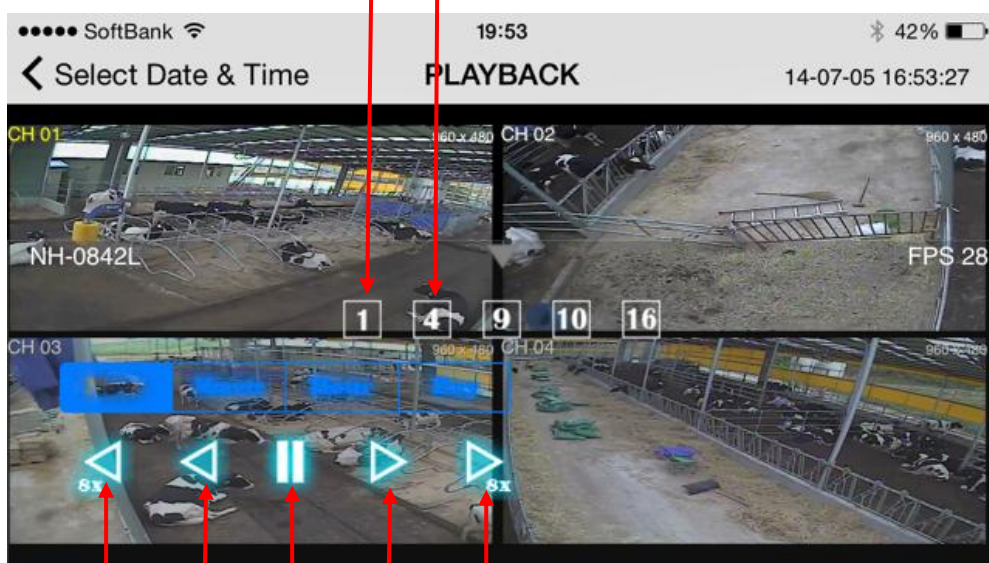 SoftBank 19:53 42%
Select Date & Time PLAYBACK 14-07-05 16:53:27
CH 01 960 x 480 CH 02 960 x 480
NH-0842L FPS 28
1 4 9 10 16
CH 03 960 x 480 CH 04 960 x 480
8x 8x